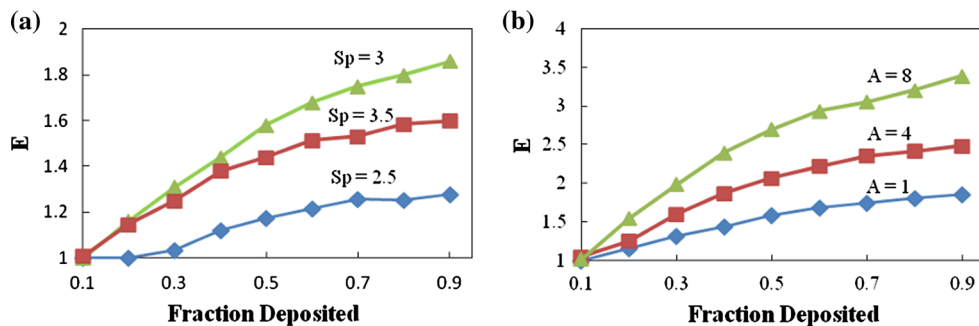 (a)
2
1.8
1.6
1.4
1.2
1
E
Sp = 3
Sp = 3.5
Sp = 2.5
0.1 0.3 0.5 0.7 0.9
Fraction Deposited
(b)
4
3.5
3
2.5
2
1.5
1
E
A = 8
A = 4
A = 1
0.1 0.3 0.5 0.7 0.9
Fraction Deposited